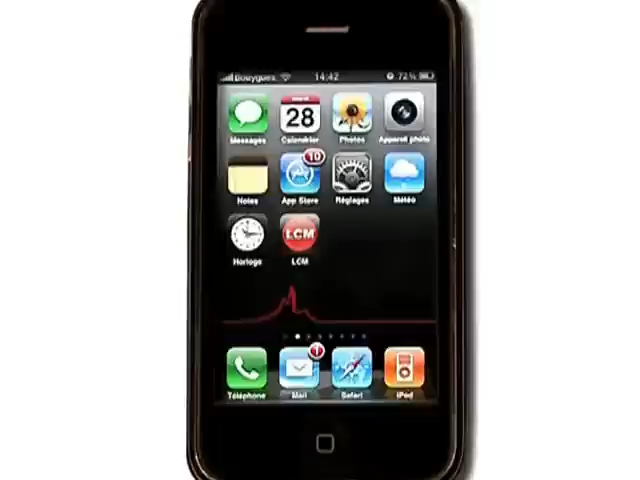 Bouygues 14:42 72 %
28
Messages Calendrier Photos Appareil photo
10
Notes App Store Réglages Météo
LCM
Horloge LCM
1
Téléphone Mail Safari iPod